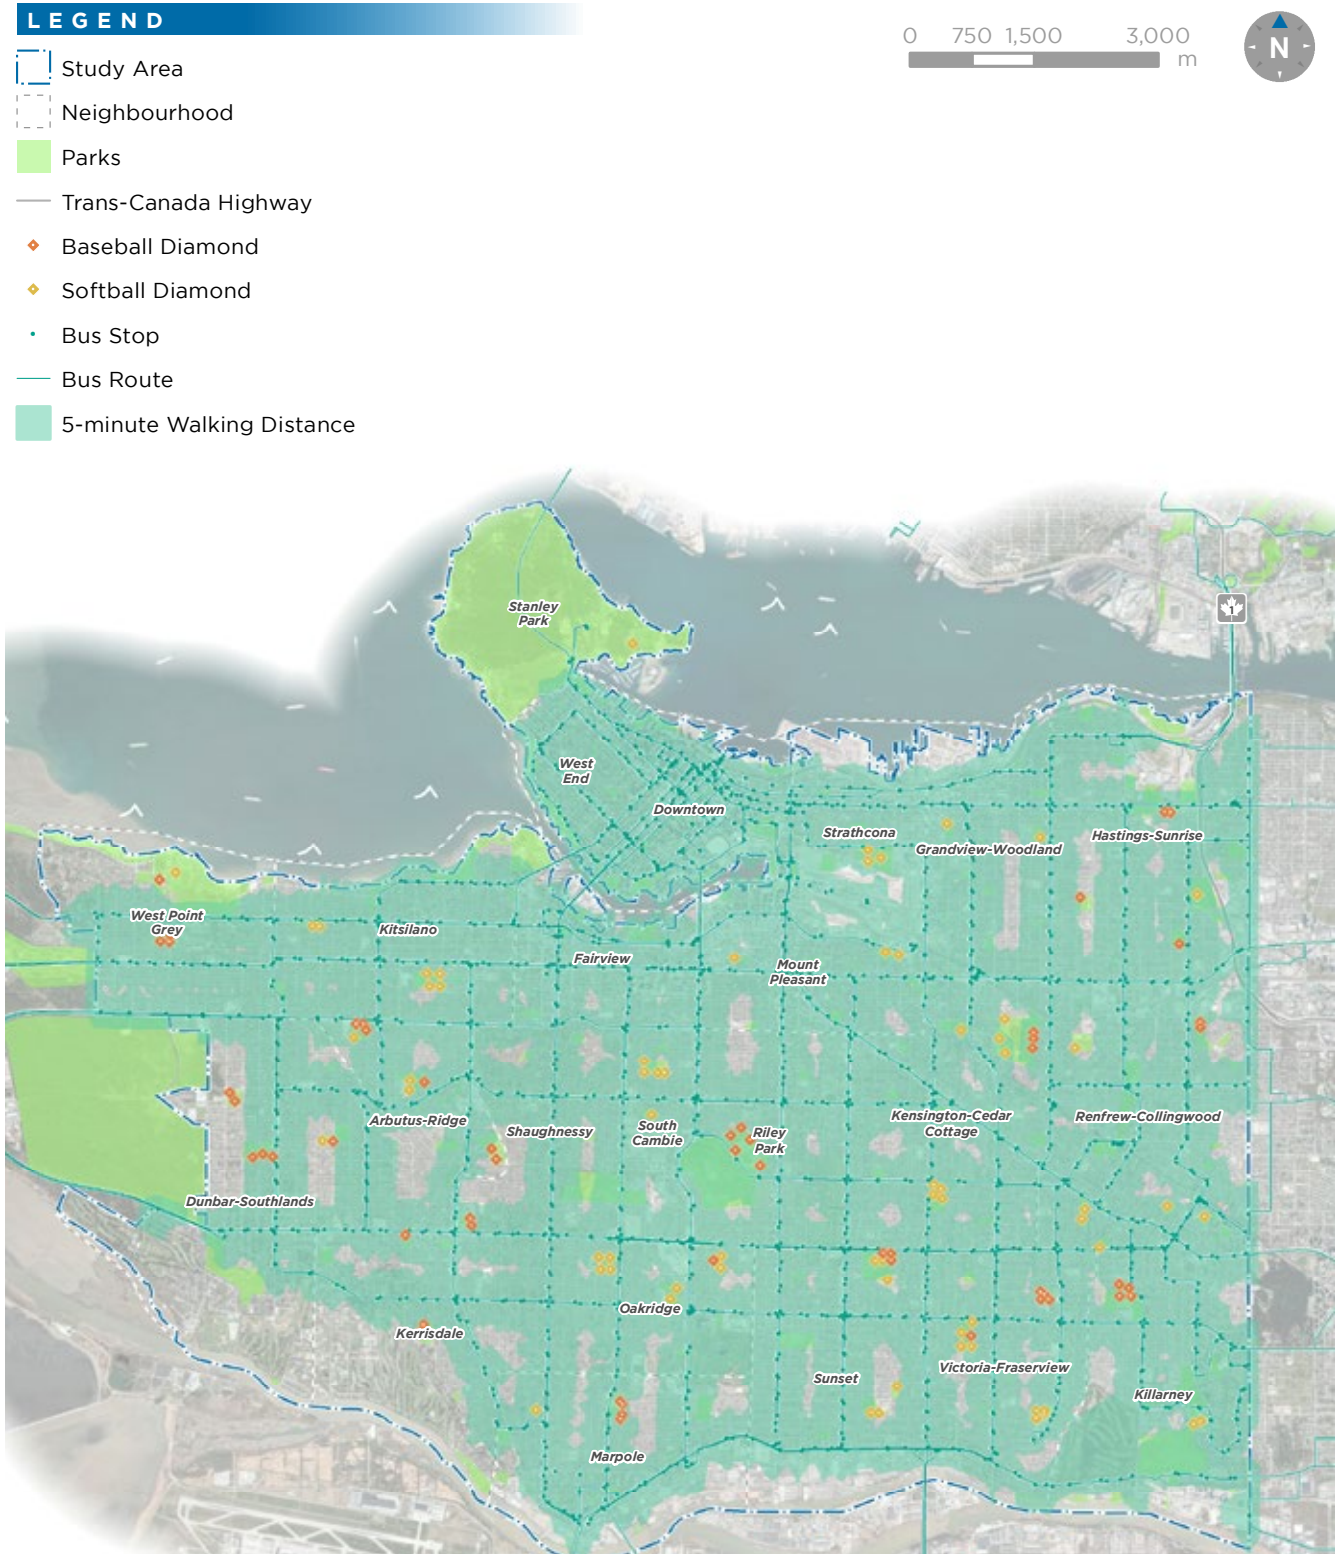 LEGEND
0 750 1,500 3,000
m
N
Study Area
Neighbourhood
Parks
Trans-Canada Highway
Baseball Diamond
Softball Diamond
Bus Stop
Bus Route
5-minute Walking Distance
Stanley
Park
1
West
End
Downtown
Strathcona
Grandview-Woodland
Hastings-Sunrise
West Point
Grey
Kitsilano
Fairview
Mount
Pleasant
Arbutus-Ridge
Shaughnessy
South
Cambie
Riley
Park
Kensington-Cedar
Cottage
Renfrew-Collingwood
Dunbar-Southlands
Oakridge
Kerrisdale
Sunset
Victoria-Fraserview
Killarney
Marpole